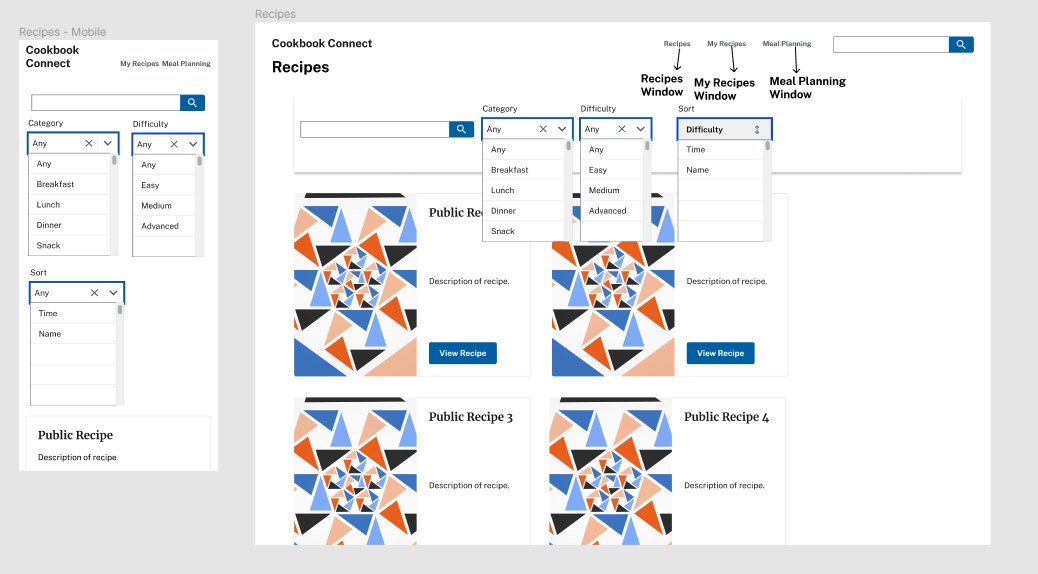 Recipes - Mobile
Cookbook
Connect
My Recipes Meal Planning
Category
Difficulty
Any
Any
Any
Breakfast
Lunch
Dinner
Snack
Any
Easy
Medium
Advanced
Sort
Any
Time
Name
Public Recipe
Description of recipe
Recipes
Cookbook Connect
Recipes
My Recipes
Meal Planning
Recipes
Recipes
Window
My Recipes
Window
Meal Planning
Window
Category
Difficulty
Sort
Any
Any
Difficulty
Any
Breakfast
Lunch
Dinner
Snack
Any
Easy
Medium
Advanced
Time
Name
Public
Description of recipe.
View Recipe
Description of recipe.
View Recipe
Public Recipe 3
Description of recipe.
Public Recipe 4
Description of recipe.